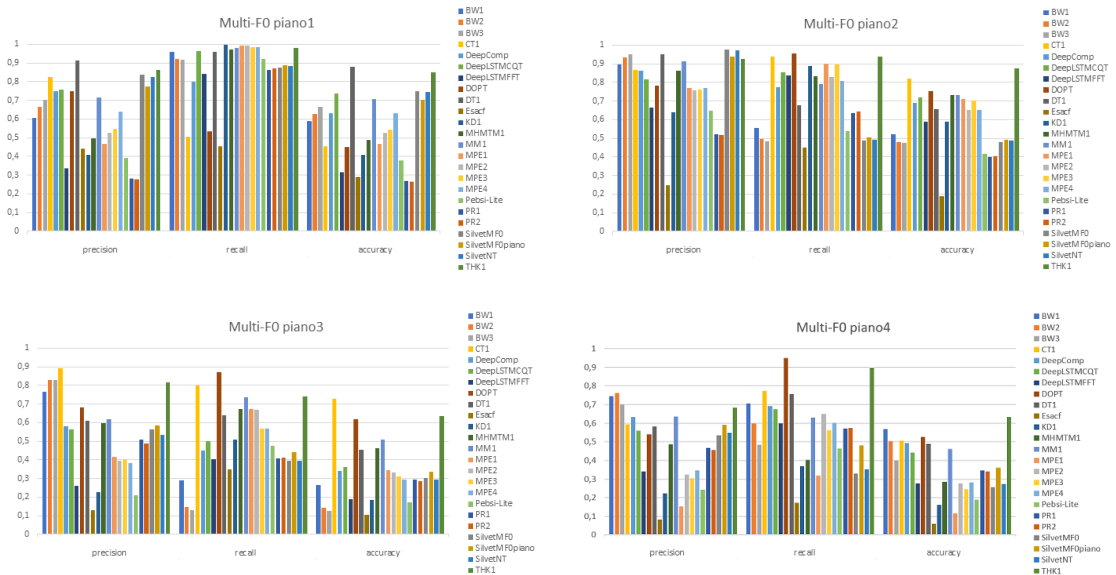 Multi-F0 piano1
1
0,9
0,8
0,7
0,6
0,5
0,4
0,3
0,2
0,1
0
precision
recall
accuracy
BW1
BW2
BW3
CT1
DeepComp
DeepLSTMCQT
DeepLSTMFFT
DOPT
DT1
Esacf
KD1
MHMTM1
MM1
MPE1
MPE2
MPE3
MPE4
Pebsi-Lite
PR1
PR2
SilvetMF0
SilvetMF0piano
SilvetNT
THK1
Multi-F0 piano2
1
0,9
0,8
0,7
0,6
0,5
0,4
0,3
0,2
0,1
0
precision
recall
accuracy
BW1
BW2
BW3
CT1
DeepComp
DeepLSTMCQT
DeepLSTMFFT
DOPT
DT1
Esacf
KD1
MHMTM1
MM1
MPE1
MPE2
MPE3
MPE4
Pebsi-Lite
PR1
PR2
SilvetMF0
SilvetMF0piano
SilvetNT
THK1
Multi-F0 piano3
1
0,9
0,8
0,7
0,6
0,5
0,4
0,3
0,2
0,1
0
precision
recall
accuracy
BW1
BW2
BW3
CT1
DeepComp
DeepLSTMCQT
DeepLSTMFFT
DOPT
DT1
Esacf
KD1
MHMTM1
MM1
MPE1
MPE2
MPE3
MPE4
Pebsi-Lite
PR1
PR2
SilvetMF0
SilvetMF0piano
SilvetNT
THK1
Multi-F0 piano4
1
0,9
0,8
0,7
0,6
0,5
0,4
0,3
0,2
0,1
0
precision
recall
accuracy
BW1
BW2
BW3
CT1
DeepComp
DeepLSTMCQT
DeepLSTMFFT
DOPT
DT1
Esacf
KD1
MHMTM1
MM1
MPE1
MPE2
MPE3
MPE4
Pebsi-Lite
PR1
PR2
SilvetMF0
SilvetMF0piano
SilvetNT
THK1